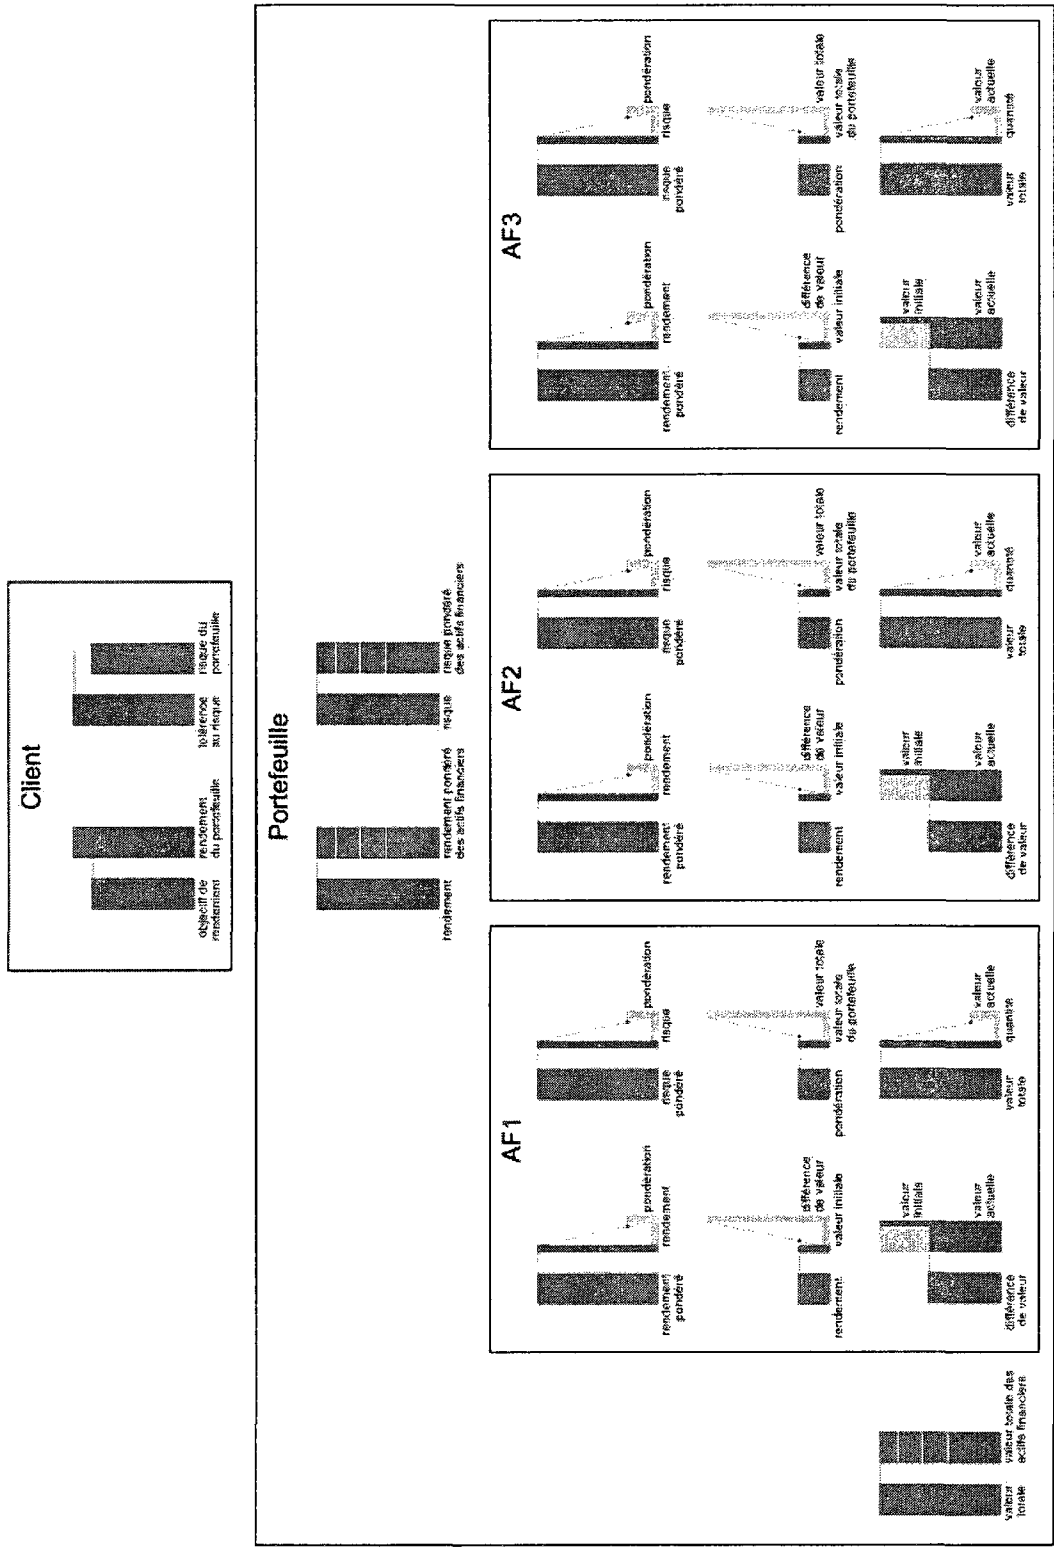 Client
objectif de
rendement
rendement
du portefeuille
tolérence
au risque
risque du
portefeuille
Portefeuille
rendement
rendement pondéré
des actifs financiers
risque
risque pondéré
des actifs financiers
valeur
totale
valeur totale des
actifs financiers
AF1
rendement
pondéré
rendement
pondération
risque
pondéré
risque
pondération
rendement
valeur initiale
différence
de valeur
pondération
valeur totale
du portefeuille
valeur totale
différence
de valeur
valeur
initiale
valeur
actuelle
valeur
totale
quantité
valeur
actuelle
AF2
rendement
pondéré
rendement
pondération
risque
pondéré
risque
pondération
rendement
valeur initiale
différence
de valeur
pondération
valeur totale
du portefeuille
valeur totale
différence
de valeur
valeur
initiale
valeur
actuelle
valeur
totale
quantité
valeur
actuelle
AF3
rendement
pondéré
rendement
pondération
risque
pondéré
risque
pondération
rendement
valeur initiale
différence
de valeur
pondération
valeur totale
du portefeuille
valeur totale
différence
de valeur
valeur
initiale
valeur
actuelle
valeur
totale
quantité
valeur
actuelle